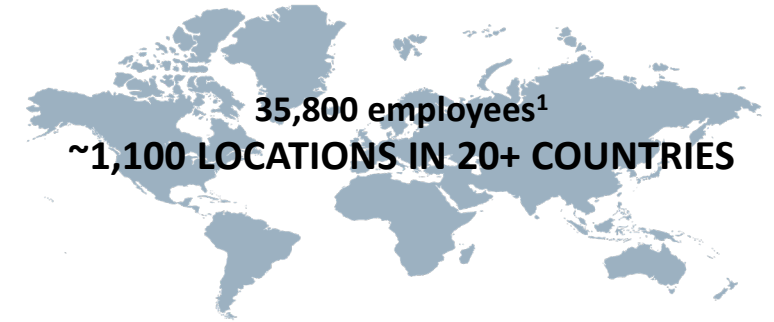 35,800 employees¹
~1,100 LOCATIONS IN 20+ COUNTRIES